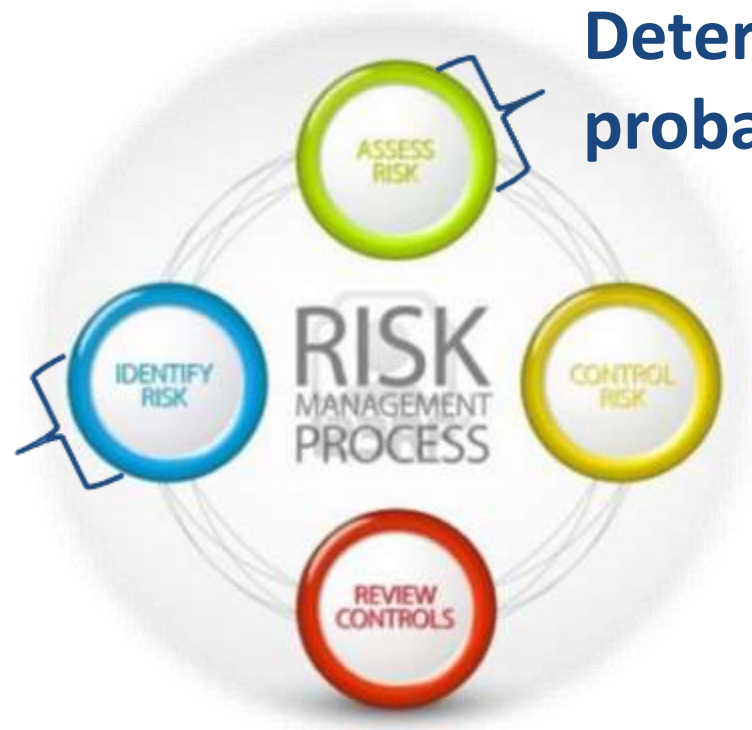 Deter
proba
ASSESS
RISK
IDENTIFY
RISK
RISK
MANAGEMENT
PROCESS
CONTROL
RISK
REVIEW
CONTROLS